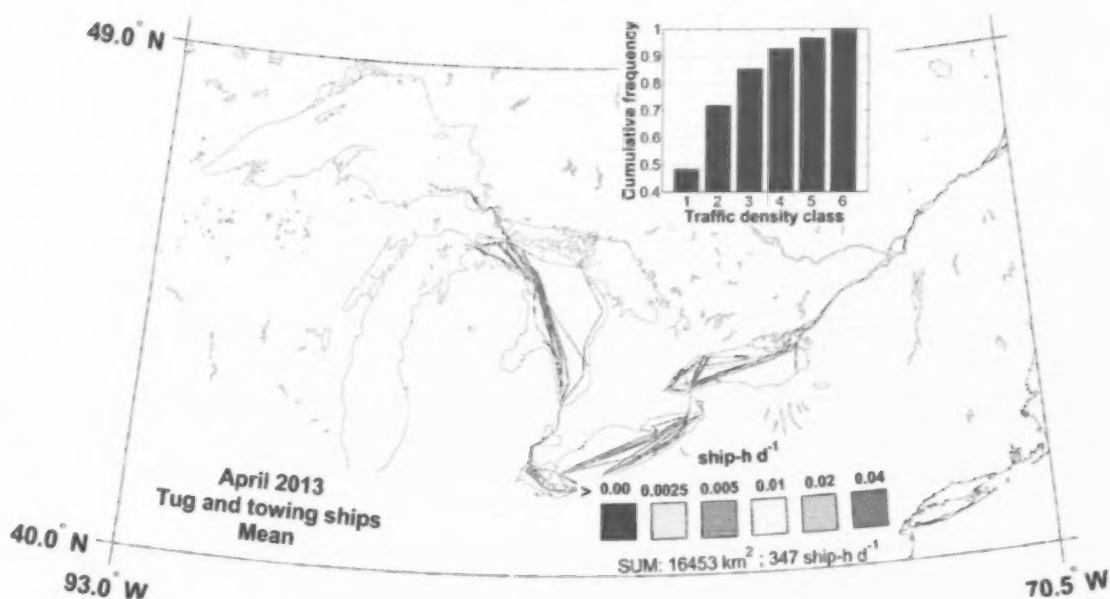 49.0° N
Cumulative frequency
1
0.9
0.8
0.7
0.6
0.5
0.4
1 2 3 4 5 6
Traffic density class
ship-h d-1
> 0.00 0.0025 0.005 0.01 0.02 0.04
SUM: 16453 km2 ; 347 ship-h d-1
April 2013
Tug and towing ships
Mean
40.0° N
93.0° W
70.5° W